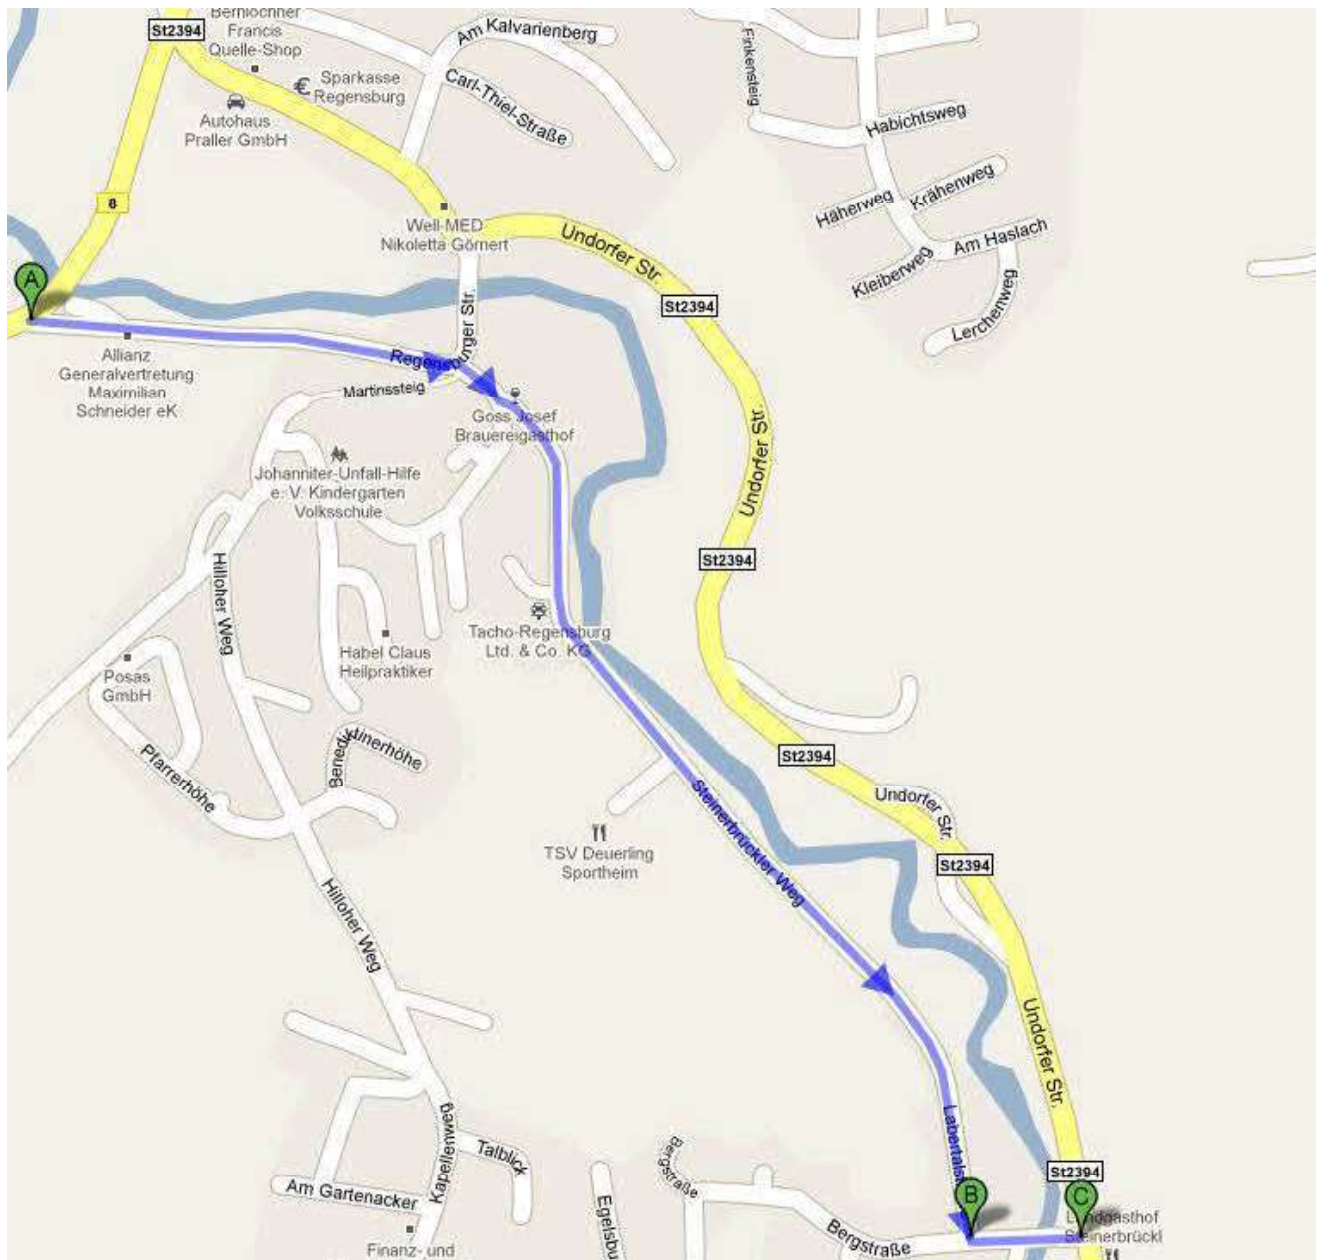 Bernlochner
Francis
Quelle-Shop
St2394
Sparkasse
Regensburg
Autohaus
Praller GmbH
Am Kalvarienberg
Carl-Thiel-Straße
Finkensteig
Habichtsweg
Krähenweg
Häherweg
Am Haslach
Kleiberweg
Lerchenweg
8
Well-MED
Nikoletta Görnert
Undorfer Str.
St2394
A
Allianz
Generalvertretung
Maximilian
Schneider eK
Regensburger Str.
Martinssteig
Goss Josef
Brauereigasthof
Undorfer Str.
Johanniter-Unfall-Hilfe
e. V. Kindergarten
Volksschule
St2394
Hilloher Weg
Tacho-Regensburg
Ltd. & Co. KG
Habel Claus
Heilpraktiker
Posas
GmbH
Pfarrerhöhe
Benediktinerhöhe
St2394
Steinerbrückler Weg
Undorfer Str.
TSV Deuerling
Sportheim
St2394
Hilloher Weg
Undorfer Str.
Kapellenweg
Talblick
Am Gartenacker
Bergstraße
Egelsbu
Labertalst
St2394
B
C
Landgasthof
Steinerbrückl
Bergstraße
Finanz- und